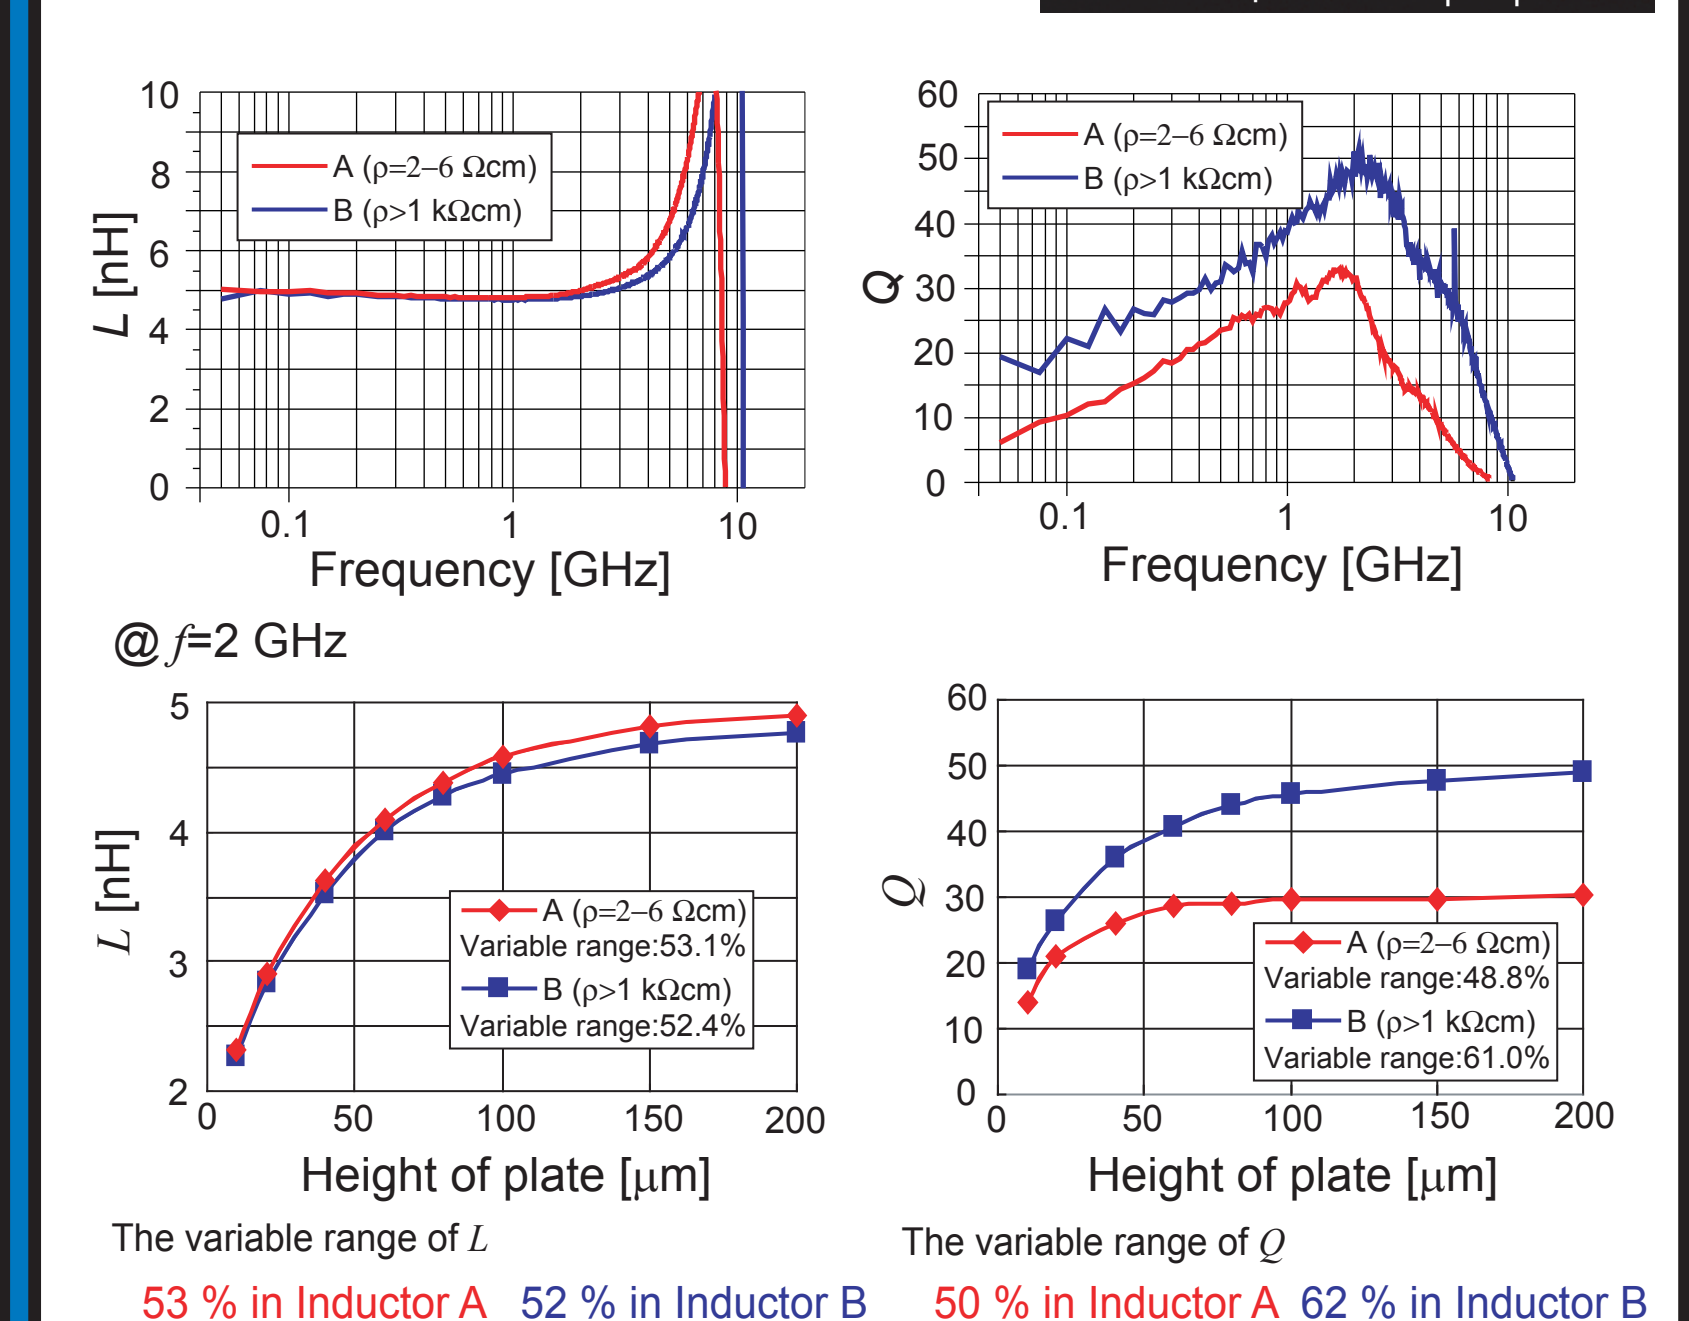 10
8
6
4
2
0
L [nH]
A (ρ=2–6 Ωcm)
B (ρ>1 kΩcm)
0.1
1
10
Frequency [GHz]
60
50
40
30
20
10
0
Q
A (ρ=2–6 Ωcm)
B (ρ>1 kΩcm)
0.1
1
10
Frequency [GHz]
@ f=2 GHz
5
4
3
2
L [nH]
A (ρ=2–6 Ωcm)
Variable range:53.1%
B (ρ>1 kΩcm)
Variable range:52.4%
0
50
100
150
200
Height of plate [μm]
60
50
40
30
20
10
0
Q
A (ρ=2–6 Ωcm)
Variable range:48.8%
B (ρ>1 kΩcm)
Variable range:61.0%
0
50
100
150
200
Height of plate [μm]
The variable range of L
53 % in Inductor A 52 % in Inductor B
The variable range of Q
50 % in Inductor A 62 % in Inductor B